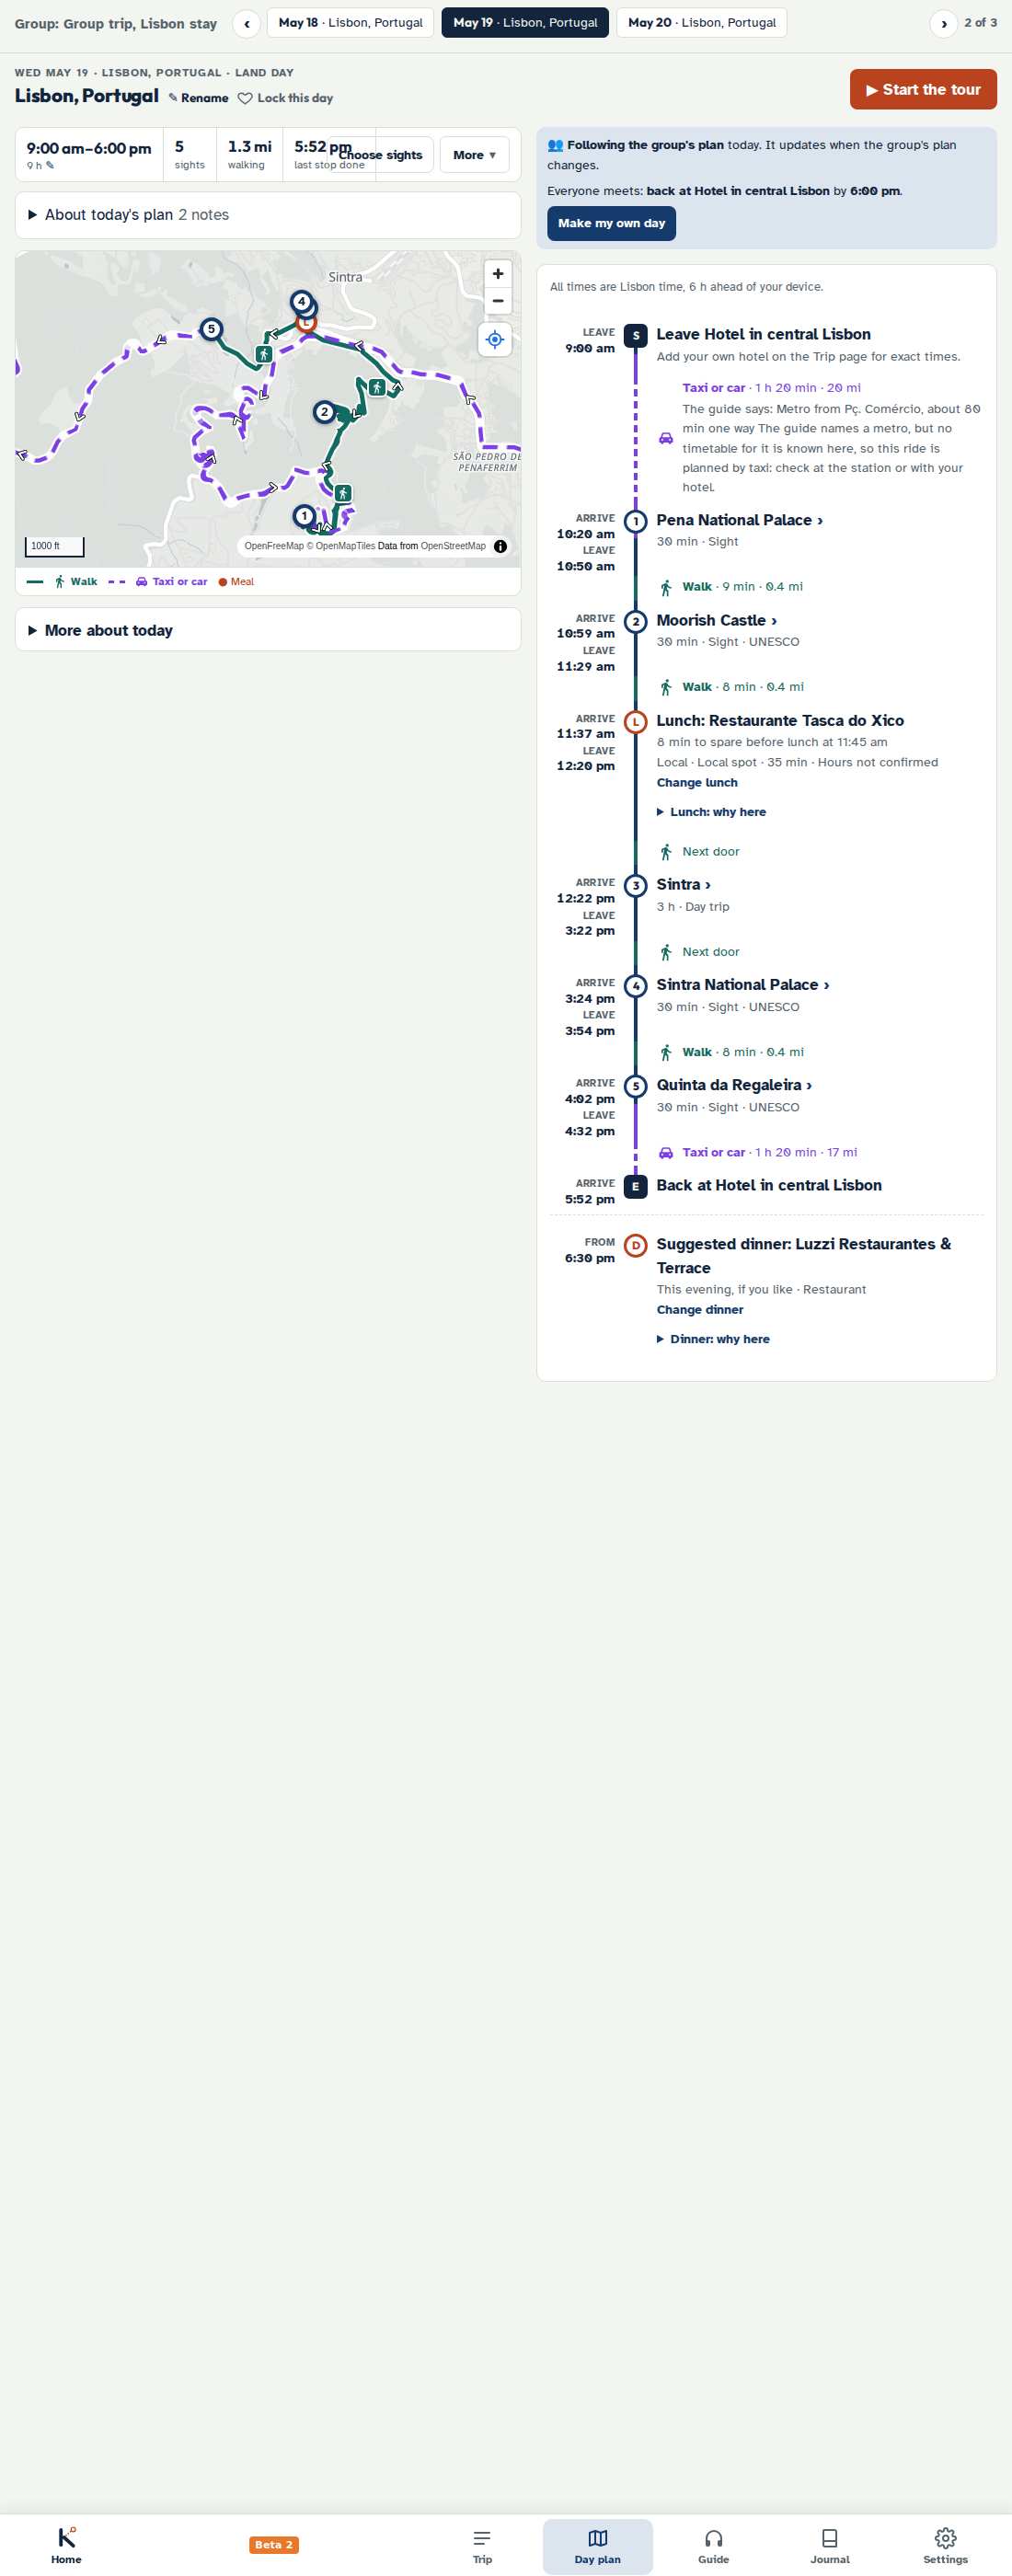 Group: Group trip, Lisbon stay
‹
May 18 · Lisbon, Portugal
May 19 · Lisbon, Portugal
May 20 · Lisbon, Portugal
›
2 of 3
WED MAY 19 · LISBON, PORTUGAL · LAND DAY
Lisbon, Portugal ✎ Rename ♡ Lock this day
▶ Start the tour
9:00 am–6:00 pm
9 h ✎
5
sights
1.3 mi
walking
5:52 pm
last stop done
Choose sights
More ▾
▶ About today's plan 2 notes
Sintra
+
−
4
L
5
2
1
SÃO PEDRO DE
PENAFERRIM
1000 ft
OpenFreeMap © OpenMapTiles Data from OpenStreetMap
Walk
Taxi or car
Meal
▶ More about today
👥 Following the group's plan today. It updates when the group's plan
changes.
Everyone meets: back at Hotel in central Lisbon by 6:00 pm.
Make my own day
All times are Lisbon time, 6 h ahead of your device.
LEAVE
9:00 am
S
Leave Hotel in central Lisbon
Add your own hotel on the Trip page for exact times.
Taxi or car · 1 h 20 min · 20 mi
The guide says: Metro from Pç. Comércio, about 80
min one way The guide names a metro, but no
timetable for it is known here, so this ride is
planned by taxi: check at the station or with your
hotel.
ARRIVE
10:20 am
LEAVE
10:50 am
1
Pena National Palace ›
30 min · Sight
Walk · 9 min · 0.4 mi
ARRIVE
10:59 am
LEAVE
11:29 am
2
Moorish Castle ›
30 min · Sight · UNESCO
Walk · 8 min · 0.4 mi
ARRIVE
11:37 am
LEAVE
12:20 pm
L
Lunch: Restaurante Tasca do Xico
8 min to spare before lunch at 11:45 am
Local · Local spot · 35 min · Hours not confirmed
Change lunch
▶ Lunch: why here
Next door
ARRIVE
12:22 pm
LEAVE
3:22 pm
3
Sintra ›
3 h · Day trip
Next door
ARRIVE
3:24 pm
LEAVE
3:54 pm
4
Sintra National Palace ›
30 min · Sight · UNESCO
Walk · 8 min · 0.4 mi
ARRIVE
4:02 pm
LEAVE
4:32 pm
5
Quinta da Regaleira ›
30 min · Sight · UNESCO
Taxi or car · 1 h 20 min · 17 mi
ARRIVE
5:52 pm
E
Back at Hotel in central Lisbon
FROM
6:30 pm
D
Suggested dinner: Luzzi Restaurantes &
Terrace
This evening, if you like · Restaurant
Change dinner
▶ Dinner: why here
Home
Beta 2
Trip
Day plan
Guide
Journal
Settings